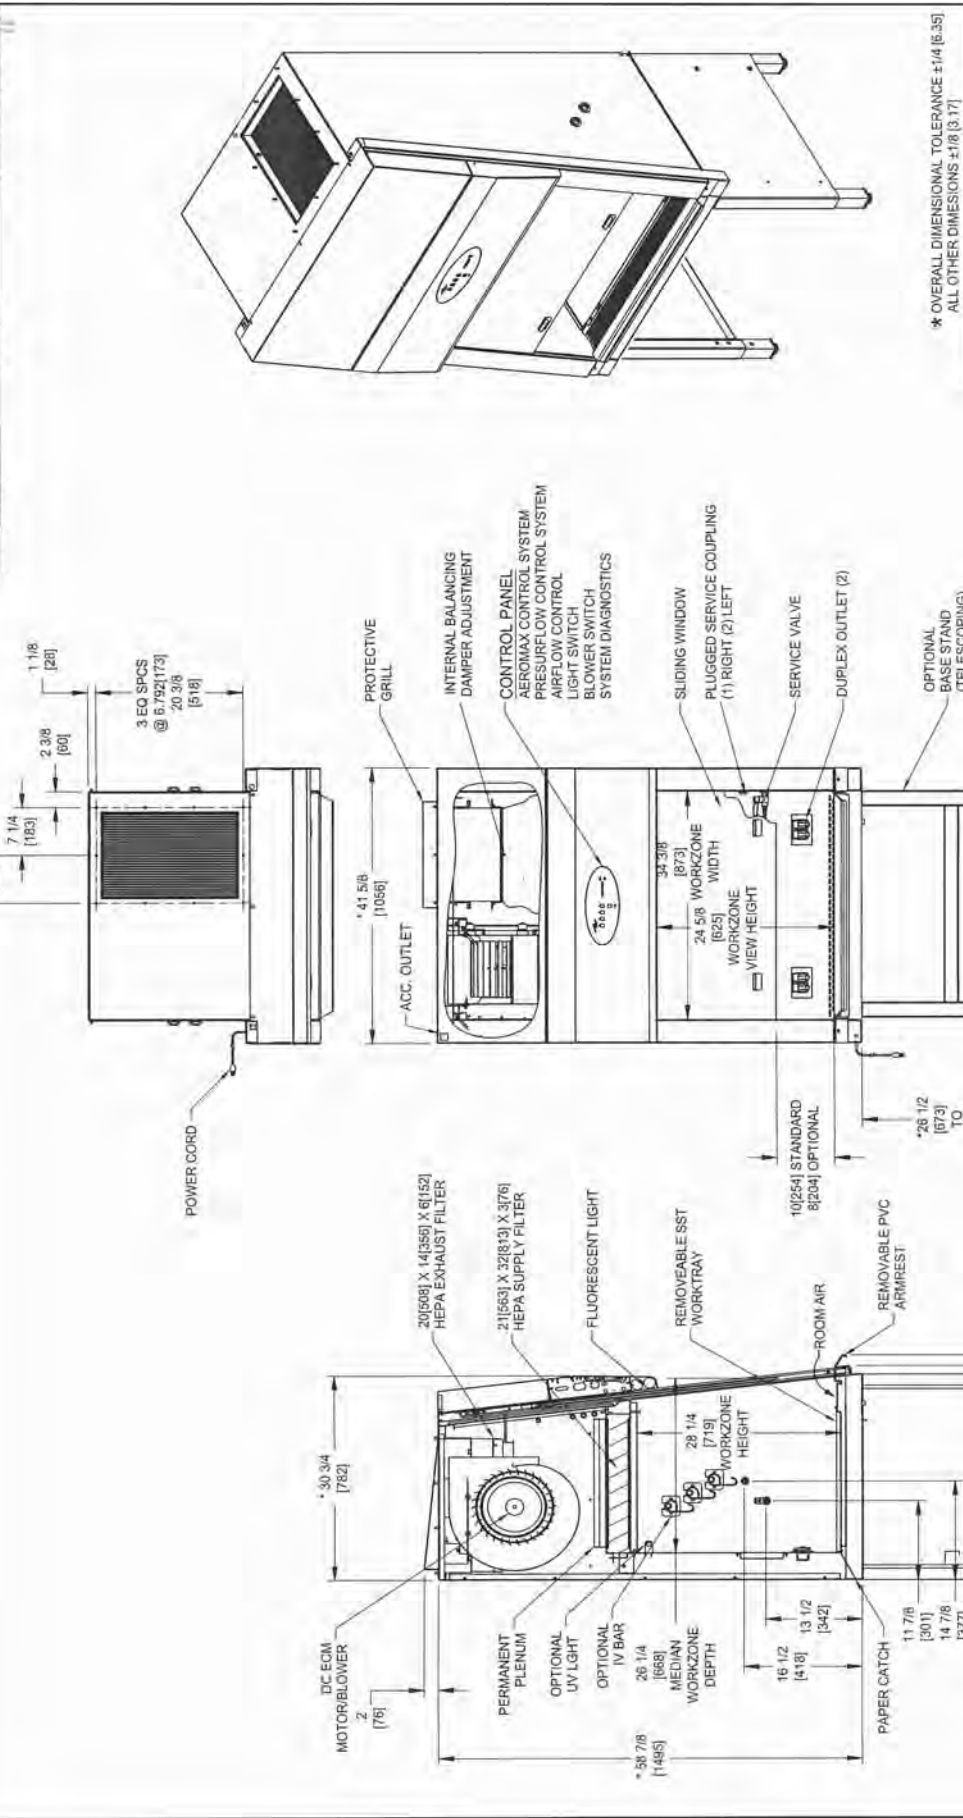 * OVERALL DIMENSIONAL TOLERANCE ±1/4 [6.35]
ALL OTHER DIMESIONS ±1/8 [3.17]
1 1/8
[28]
3 EQ SPCS
@ 6.792[173]
20 3/8
[518]
2 3/8
[60]
7 1/4
[183]
POWER CORD
PROTECTIVE
GRILL
INTERNAL BALANCING
DAMPER ADJUSTMENT
CONTROL PANEL
AEROMAX CONTROL SYSTEM
PRESURFLOW CONTROL SYSTEM
AIRFLOW CONTROL
LIGHT SWITCH
BLOWER SWITCH
SYSTEM DIAGNOSTICS
SLIDING WINDOW
PLUGGED SERVICE COUPLING
(1) RIGHT (2) LEFT
SERVICE VALVE
DUPLEX OUTLET (2)
OPTIONAL
BASE STAND
(TELESCOPING)
* 41 5/8
[1056]
ACC. OUTLET
34 3/8
[873]
WORKZONE
WIDTH
24 5/8
[625]
WORKZONE
VIEW HEIGHT
10[254] STANDARD
8[204] OPTIONAL
*26 1/2
[673]
TO
20[508] X 14[356] X 6[152]
HEPA EXHAUST FILTER
21[563] X 32[813] X 3[76]
HEPA SUPPLY FILTER
FLUORESCENT LIGHT
REMOVEABLE SST
WORKTRAY
ROOM AIR
REMOVABLE PVC
ARMREST
* 30 3/4
[782]
28 1/4
[719]
WORKZONE
HEIGHT
DC ECM
MOTOR/BLOWER
2
[76]
PERMANENT
PLENUM
OPTIONAL
UV LGHT
OPTIONAL
IV BAR
26 1/4
[668]
MEDIAN
WORKZONE
DEPTH
* 58 7/8
[1495]
16 1/2
[418]
13 1/2
[342]
PAPER CATCH
11 7/8
[301]
14 7/8
[377]